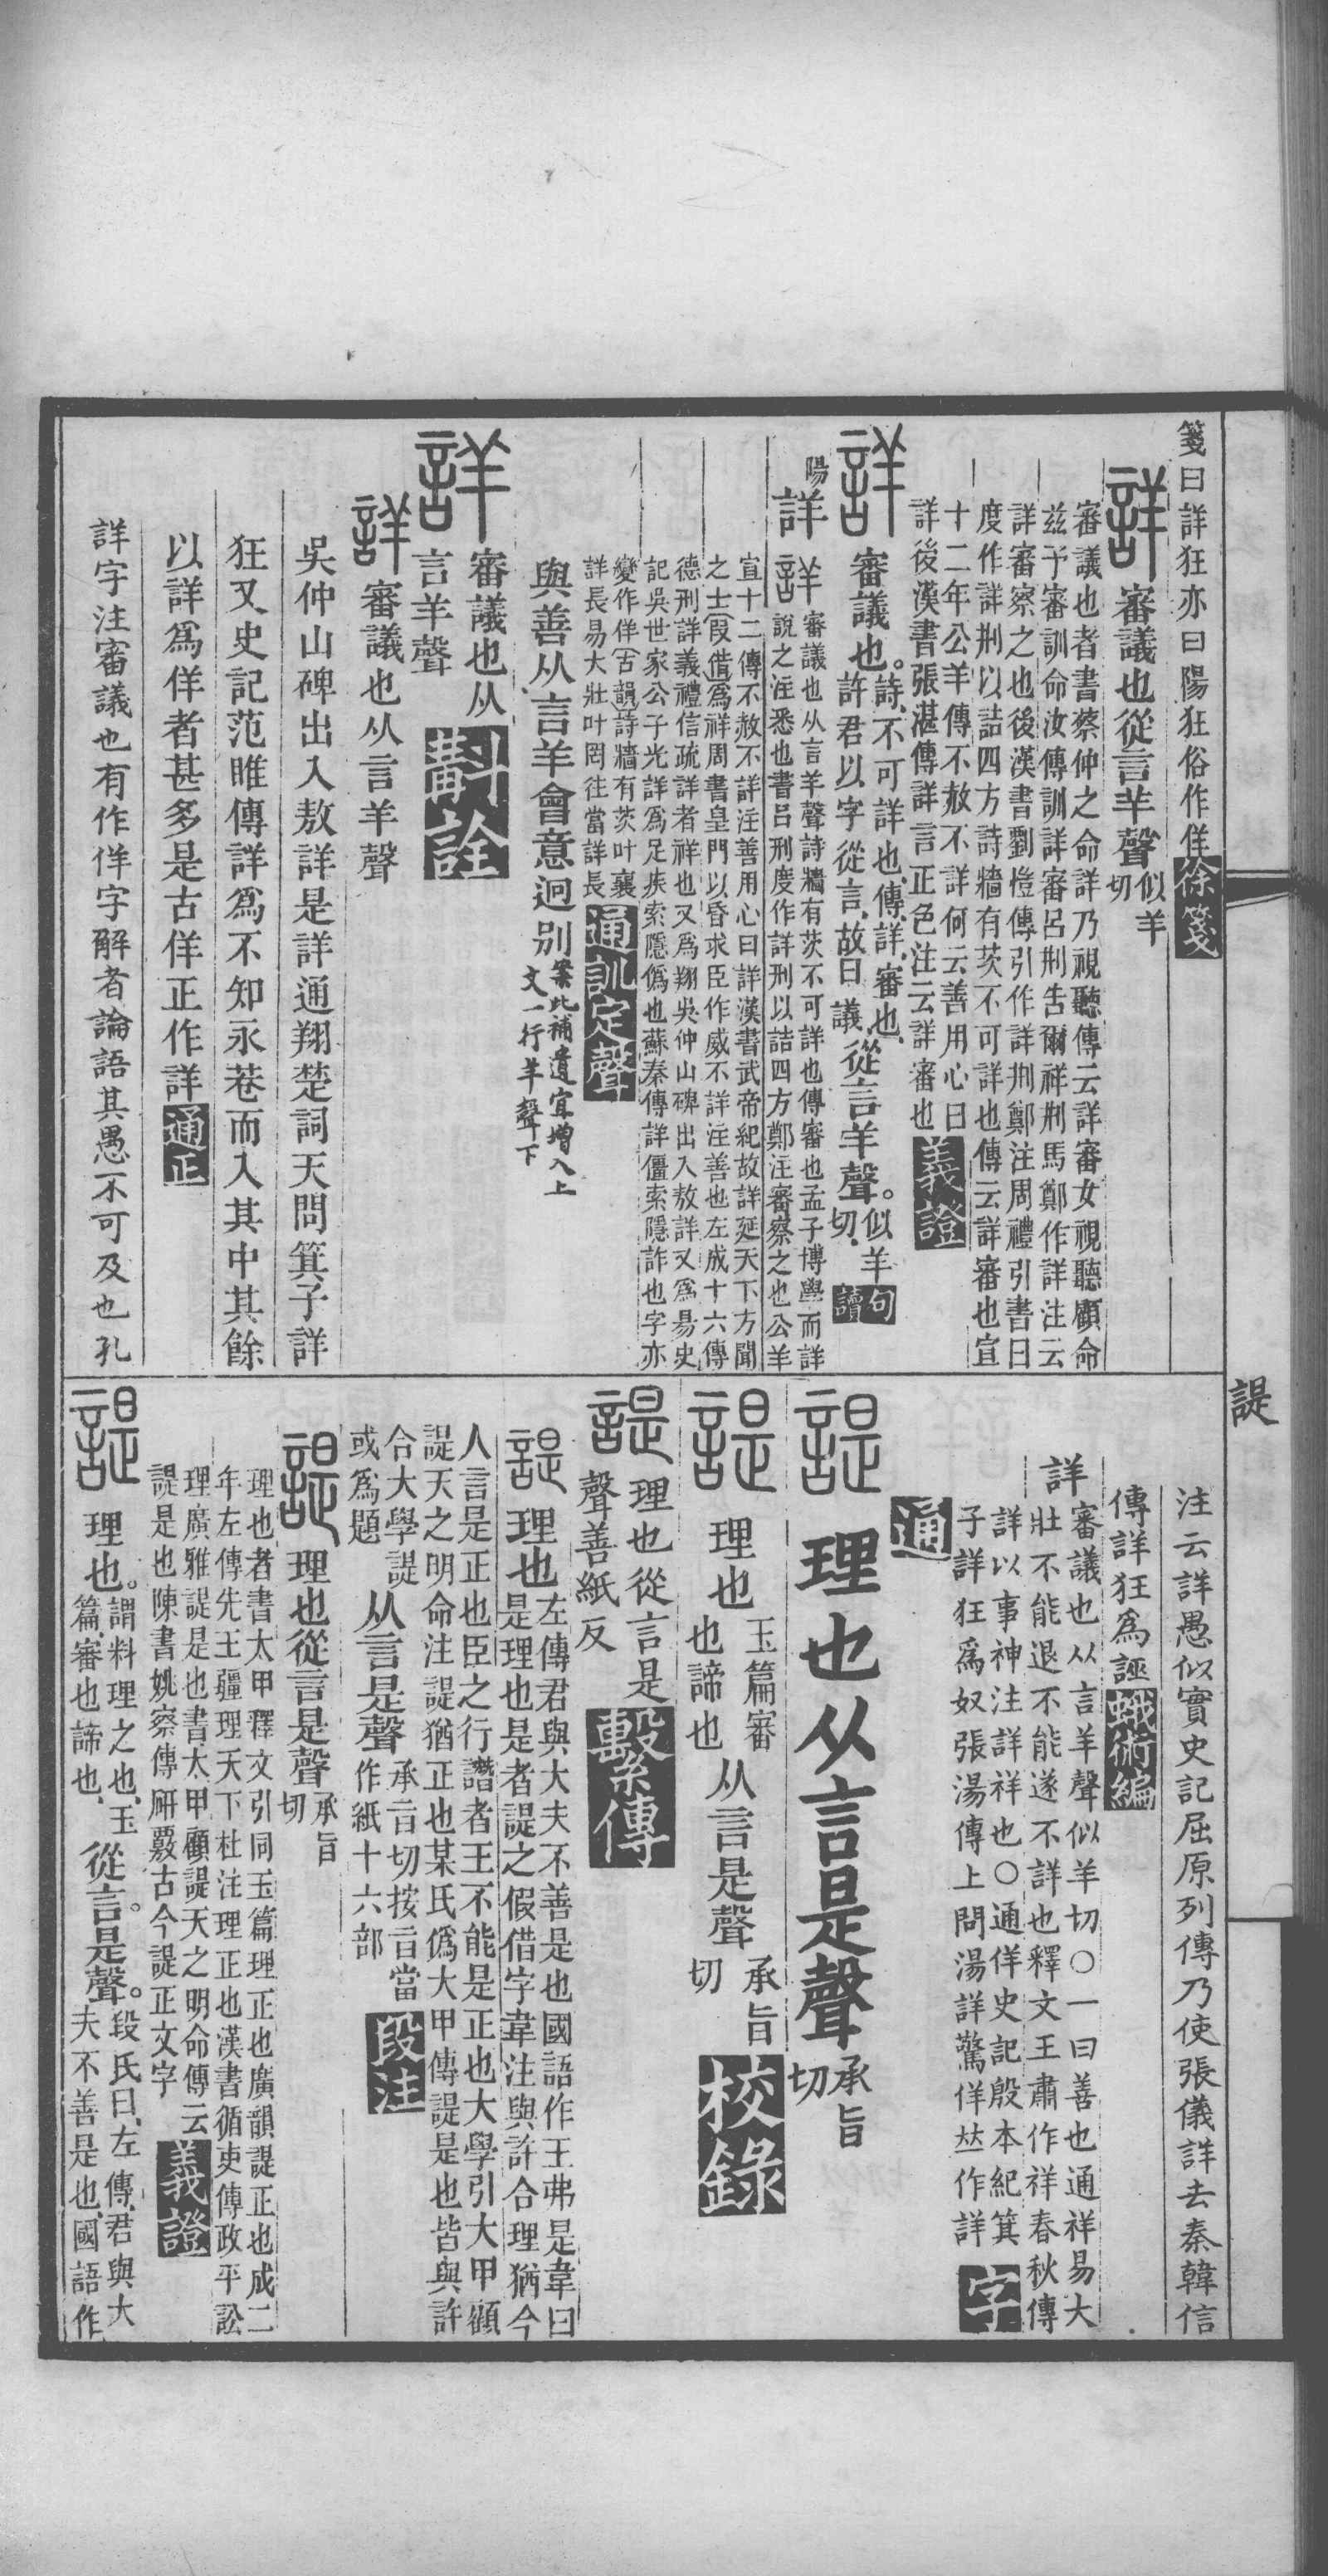 箋曰詳狂亦曰陽狂俗作佯徐箋
詳審議也從言羊聲似羊切
審議也者書蔡仲之命詳乃視聽傳云詳審女視聽顧命
茲予審訓命汝傳訓詳審呂刑告爾祥刑馬鄭作詳注云
詳審察之也後漢書劉愷傳引作詳刑鄭注周禮引書曰
度作詳刑以詰四方詩牆有茨不可詳也傳云詳審也宣
十二年公羊傳不赦不詳何云善用心曰
詳後漢書張湛傳詳言正色注云詳審也義證
詳審議也。詩、不可詳也、傳、詳、審也、許君以字從言、故曰議、從言羊聲。似羊切.句讀
陽詳
詳審議也从言羊聲詩牆有茨不可詳也傳審也孟子博學而詳
說之注悉也書呂刑度作詳刑以詰四方鄭注審察之也公羊
宣十二傳不赦不詳注善用心曰詳漢書武帝紀故詳延天下方聞
之士(叚借)爲祥周書皇門以昏求臣作威不詳注善也左成十六傳
德刑詳義禮信疏詳者祥也又爲翔吳仲山碑出入敖詳又爲昜史
記吳世家公子光詳爲足疾索隱僞也蘇秦傳詳僵索隱詐也字亦
變作佯(古韻)詩牆有茨叶襄
詳長易大壯叶罔往當詳長通訓定聲
與善从言羊會意迥别案此補遺宜增入上文一行羊聲下
詳審議也从言羊聲斠詮
詳審議也从言羊聲
吳仲山碑出入敖詳是詳通翔楚詞天問箕子詳
狂又史記范睢傳詳爲不知永巷而入其中其餘
以詳爲佯者甚多是古佯正作詳通正
詳字注審議也有作佯字解者論語其愚不可及也孔
諟
注云詳愚似實史記屈原列傳乃使張儀詳去秦韓信
傳詳狂爲誣蛾術編
詳審議也从言羊聲似羊切〇一曰善也通祥易大
壯不能退不能遂不詳也釋文王肅作祥春秋傳
詳以事神注詳祥也〇通佯史記殷本紀箕
子詳狂爲奴張湯傳上問湯詳驚佯𠀤作詳字
通
諟理也从言是聲承旨切
諟理也玉篇審也諦也从言是聲承旨切校錄
諟理也從言是聲善紙反繫傳
諟理也左傳君與大夫不善是也國語作王弗是韋曰
是理也是者諟之假借字韋注與許合理猶今
人言是正也臣之行譖者王不能是正也大學引大甲顧
諟天之明命注諟猶正也某氏僞大甲傳諟是也皆與許
合大學諟或爲題从言是聲承旨切按旨當作紙十六部段注
諟理也從言是聲承旨切
理也者書太甲釋文引同玉篇理正也廣韻諟正也成二
年左傳先王疆理天下杜注理正也漢書循吏傳政平訟
理廣雅諟是也書太甲顧諟天之明命傳云
諟是也陳書姚察傳硏覈古今諟正文字義證
諟理也。謂料理之也、玉篇、審也、諦也、從言。是聲。段氏曰、左傳、君與大夫不善是也、國語作